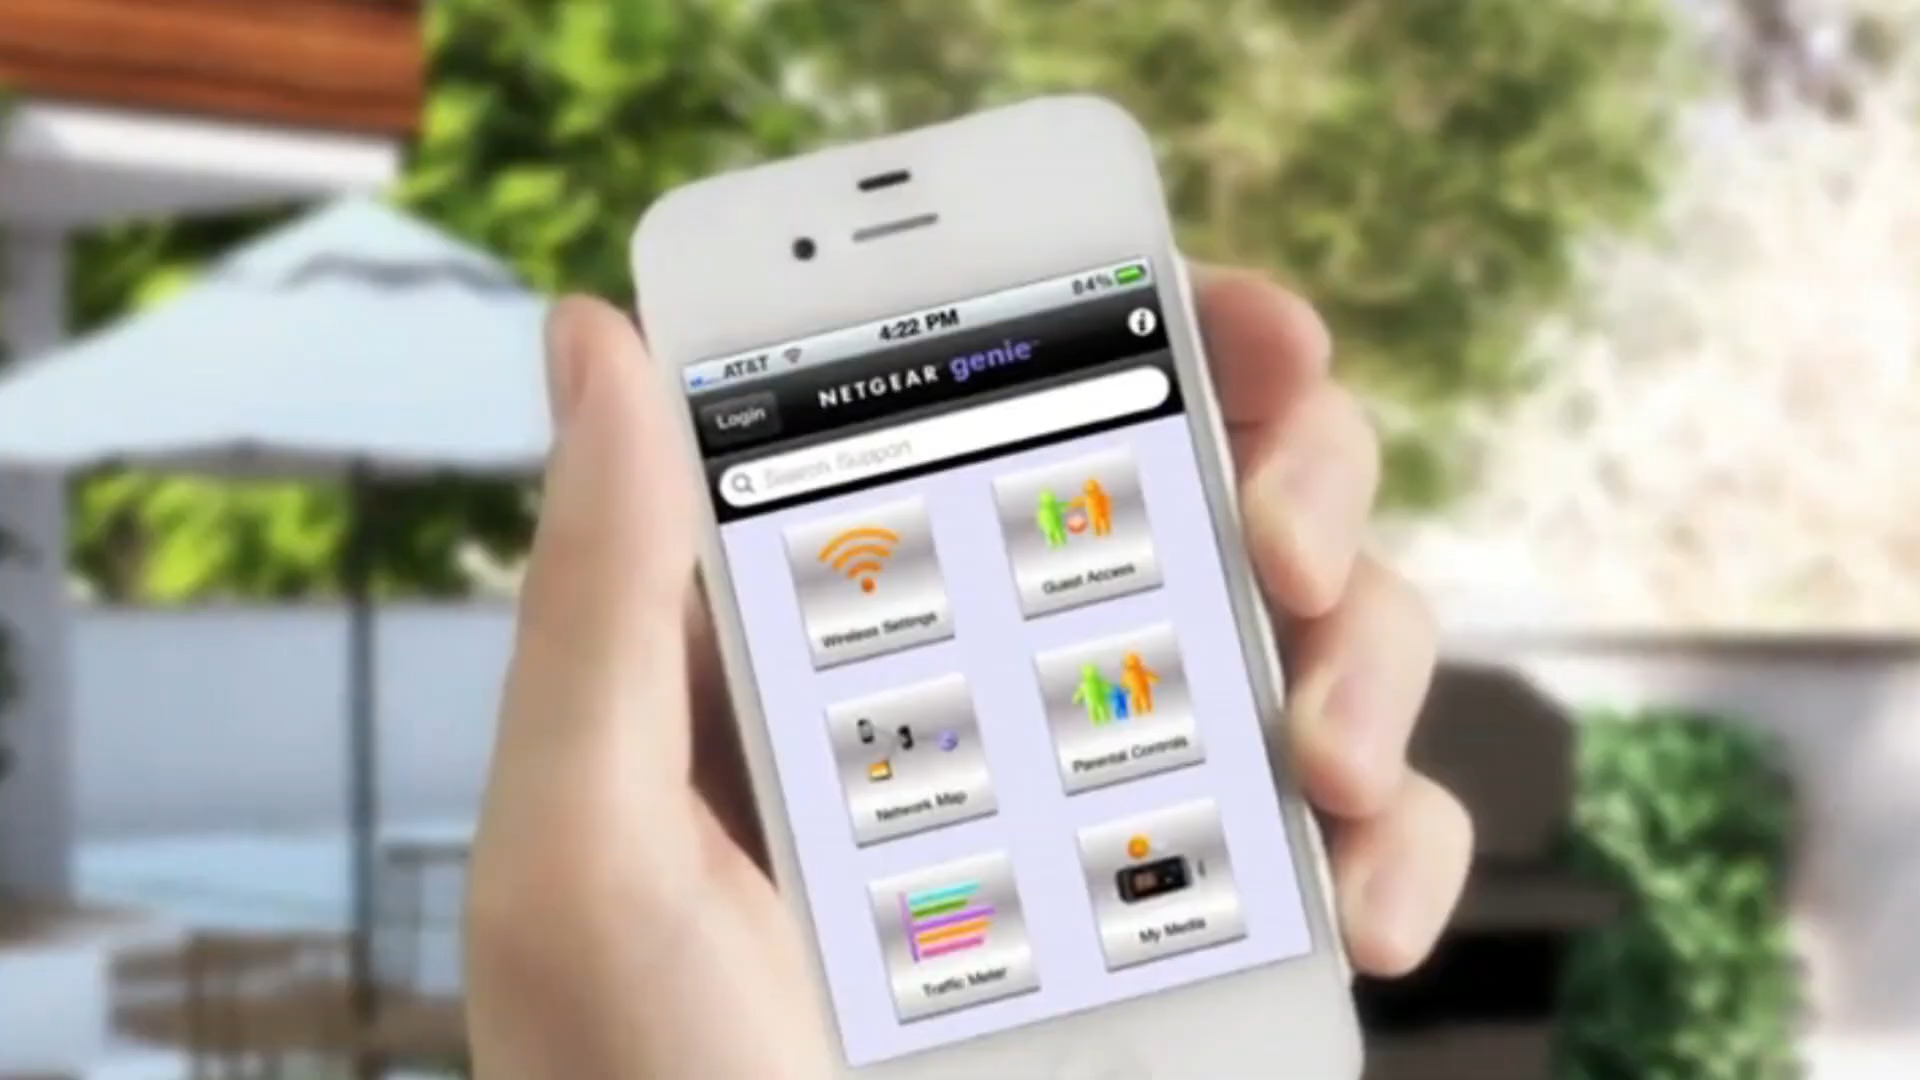 84%
4:22 PM
AT&T
NETGEAR genie
Login
Search Support
Wireless Settings
Guest Access
Network Map
Parental Controls
Traffic Meter
My Media